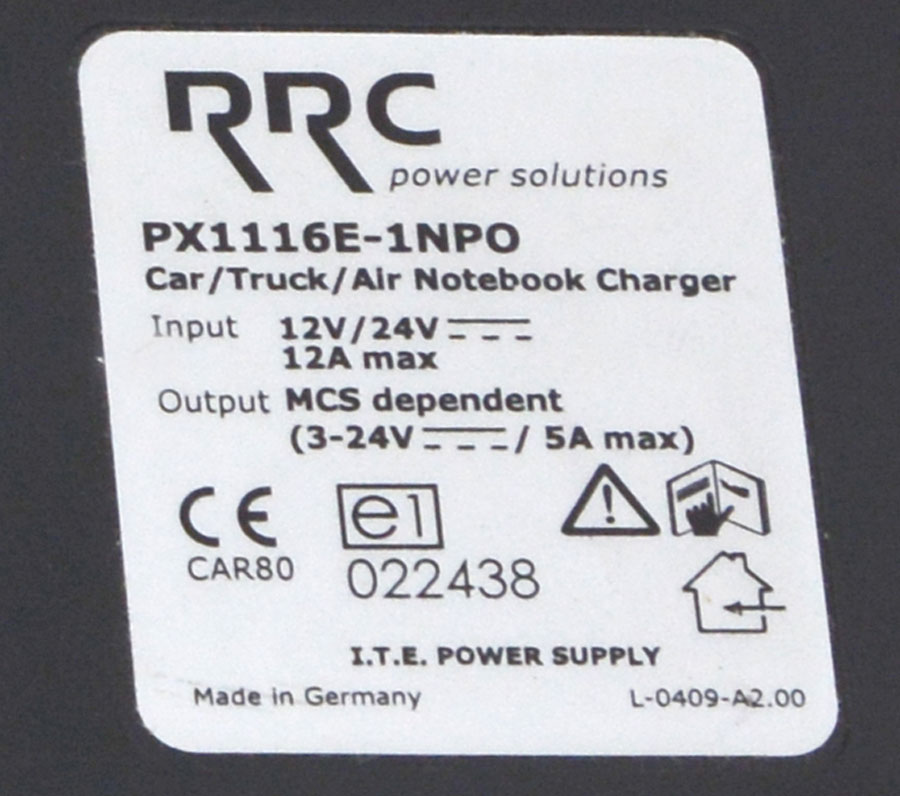 RRC
power solutions
PX1116E-1NPO
Car/Truck/Air Notebook Charger
Input 12V/24V⎓
12A max
Output MCS dependent
(3-24V⎓/ 5A max)
CE e1
CAR80 022438
I.T.E. POWER SUPPLY
Made in Germany L-0409-A2.00